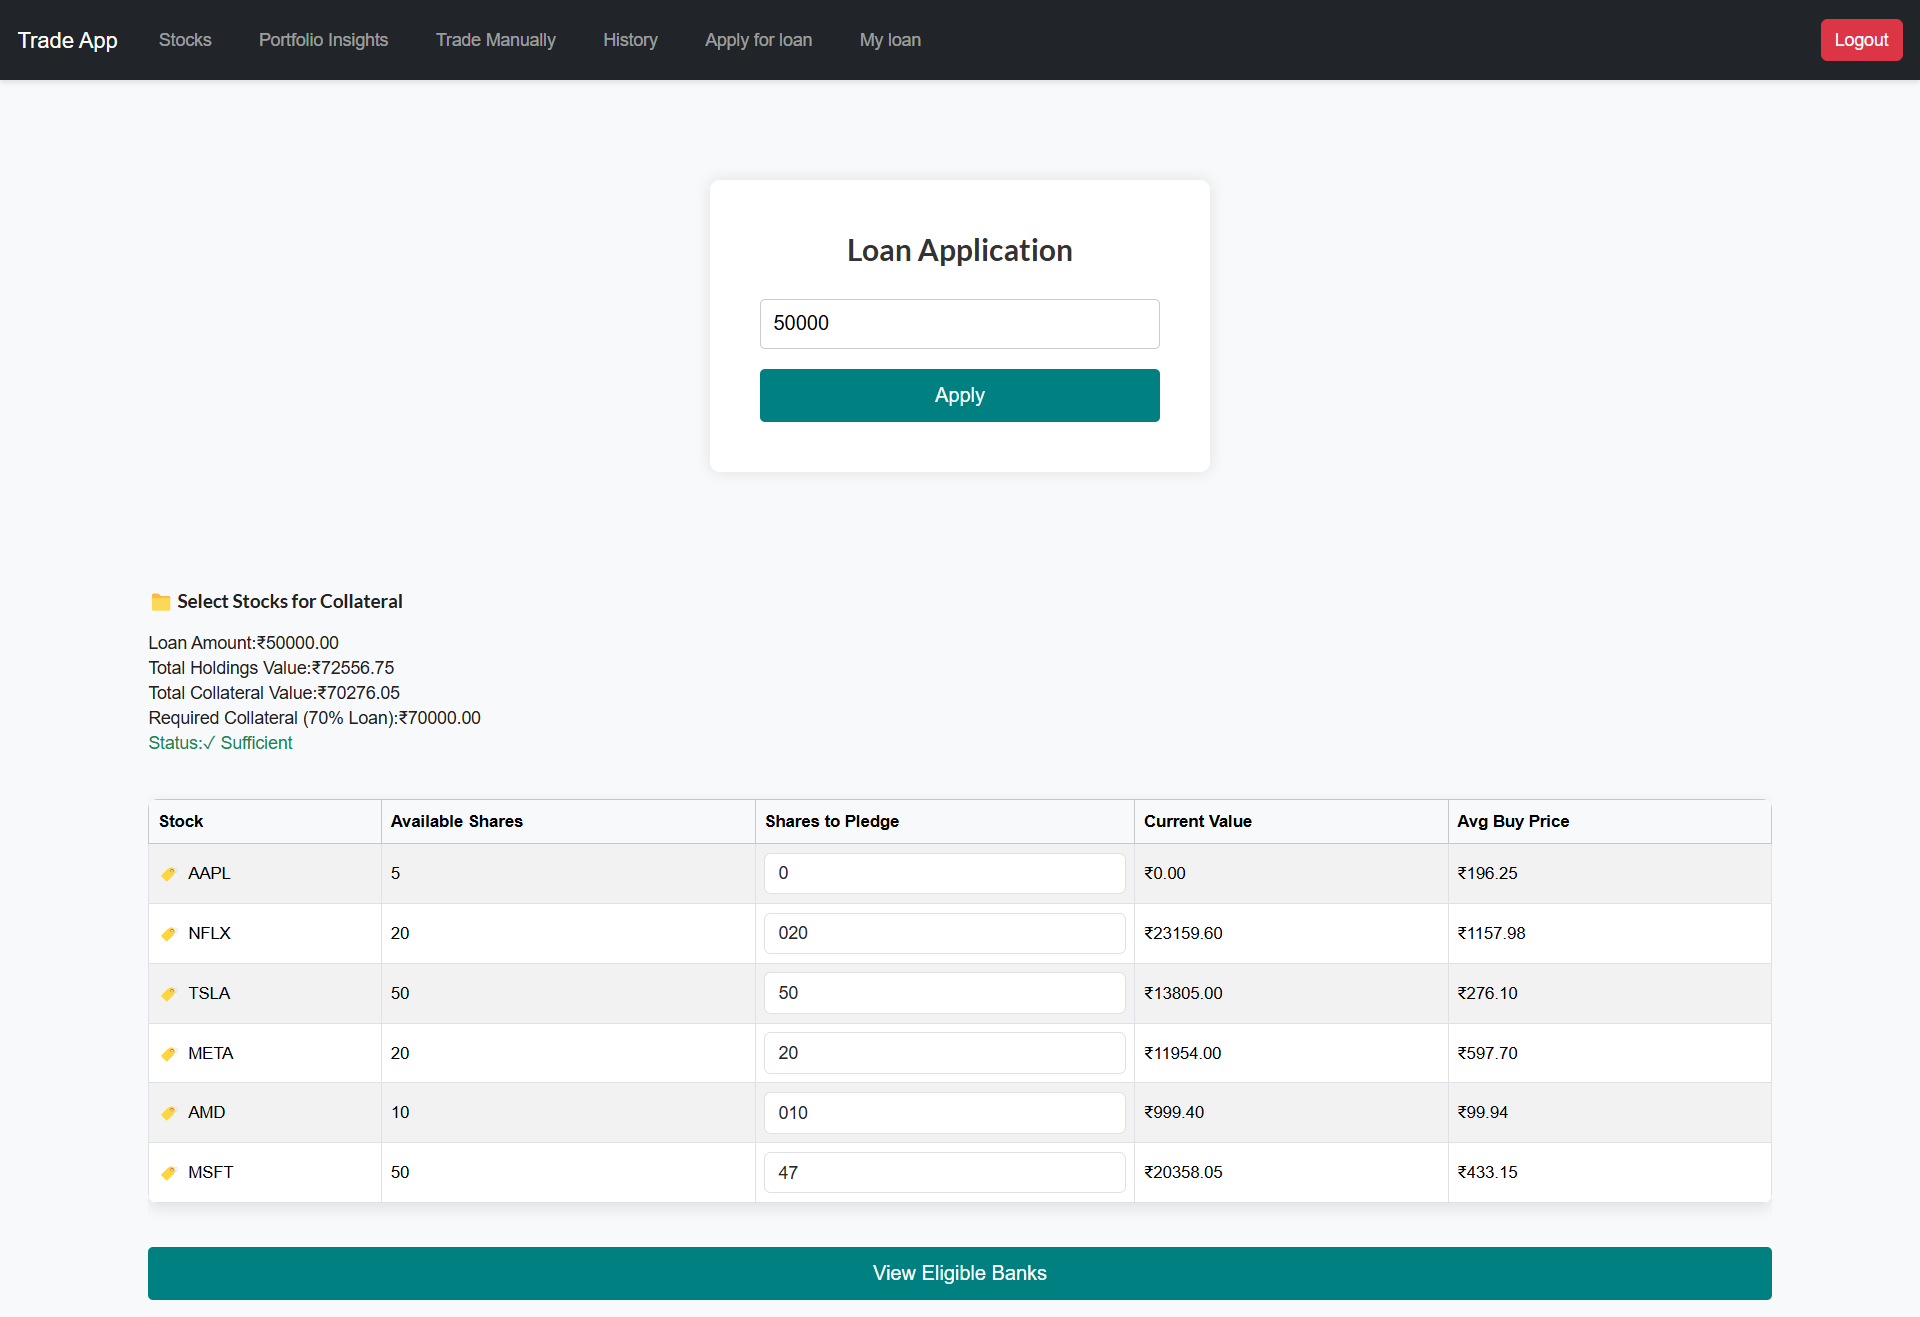 Trade App Stocks Portfolio Insights Trade Manually History Apply for loan My loan Logout
Loan Application
50000
Apply
Select Stocks for Collateral
Loan Amount:₹50000.00
Total Holdings Value:₹72556.75
Total Collateral Value:₹70276.05
Required Collateral (70% Loan):₹70000.00
Status:✓ Sufficient
Stock Available Shares Shares to Pledge Current Value Avg Buy Price
AAPL 5 0 ₹0.00 ₹196.25
NFLX 20 020 ₹23159.60 ₹1157.98
TSLA 50 50 ₹13805.00 ₹276.10
META 20 20 ₹11954.00 ₹597.70
AMD 10 010 ₹999.40 ₹99.94
MSFT 50 47 ₹20358.05 ₹433.15
View Eligible Banks